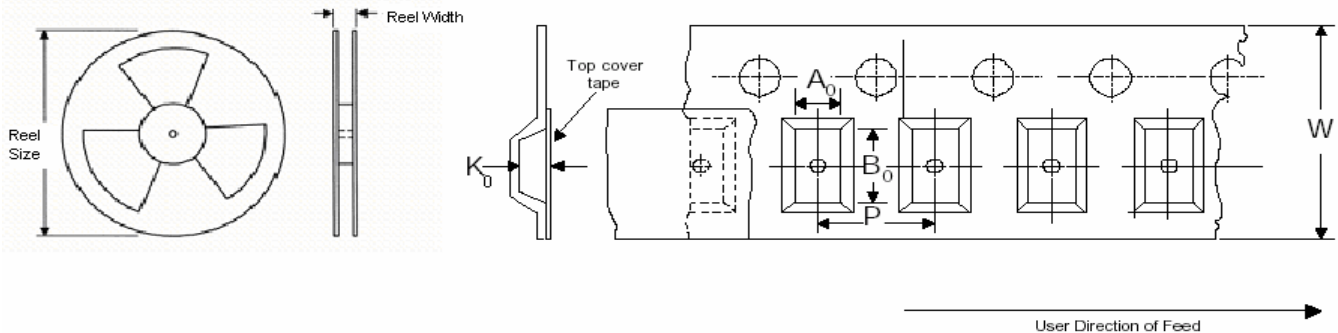 Reel Width
Reel
Size
Top cover
tape
K0
A0
B0
P
W
User Direction of Feed